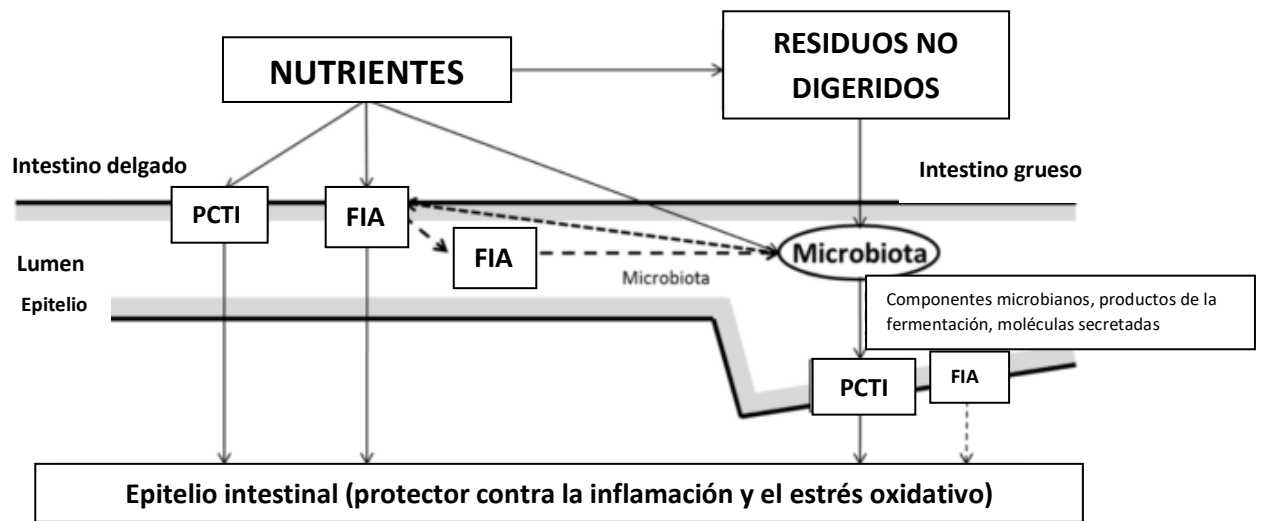 NUTRIENTES
RESIDUOS NO
DIGERIDOS
Intestino delgado
Intestino grueso
PCTI
FIA
FIA
Microbiota
Lumen
Microbiota
Epitelio
Componentes microbianos, productos de la
fermentación, moléculas secretadas
PCTI
FIA
Epitelio intestinal (protector contra la inflamación y el estrés oxidativo)